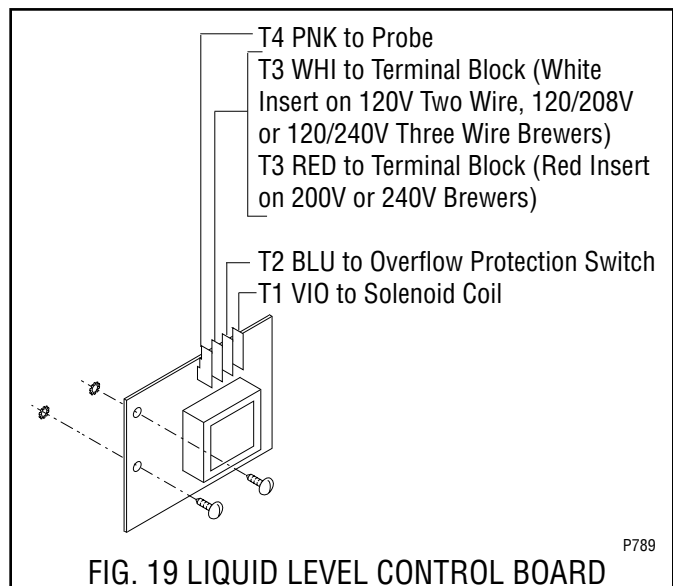 T4 PNK to Probe
T3 WHI to Terminal Block (White
Insert on 120V Two Wire, 120/208V
or 120/240V Three Wire Brewers)
T3 RED to Terminal Block (Red Insert
on 200V or 240V Brewers)
T2 BLU to Overflow Protection Switch
T1 VIO to Solenoid Coil
P789
FIG. 19 LIQUID LEVEL CONTROL BOARD